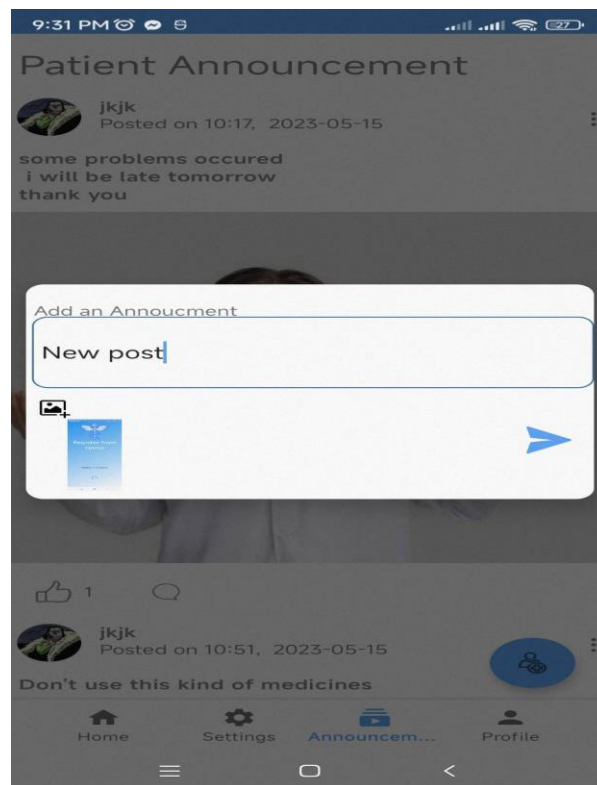 9:31 PM
27
Patient Announcement
jkjk
Posted on 10:17, 2023-05-15
some problems occured
i will be late tomorrow
thank you
Add an Annoucment
New post
1
jkjk
Posted on 10:51, 2023-05-15
Don't use this kind of medicines
Home Settings Announcem... Profile